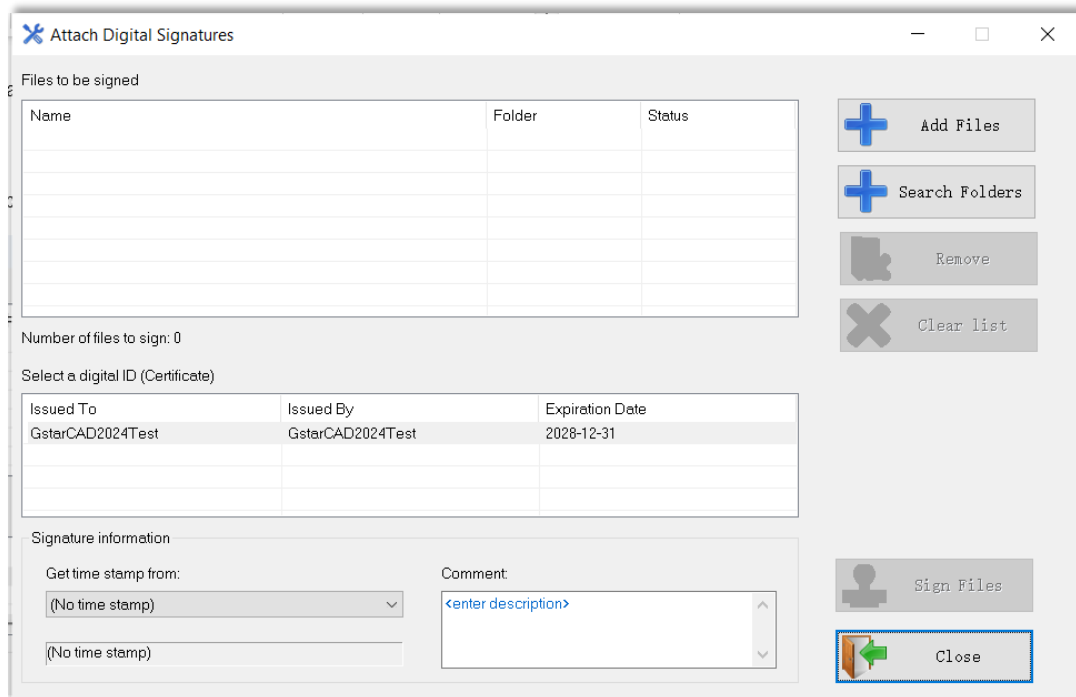 Attach Digital Signatures
Files to be signed
Name Folder Status
Add Files
Search Folders
Remove
Clear list
Number of files to sign: 0
Select a digital ID (Certificate)
Issued To Issued By Expiration Date
GstarCAD2024Test GstarCAD2024Test 2028-12-31
Signature information
Get time stamp from: Comment:
(No time stamp) <enter description>
(No time stamp)
Sign Files
Close